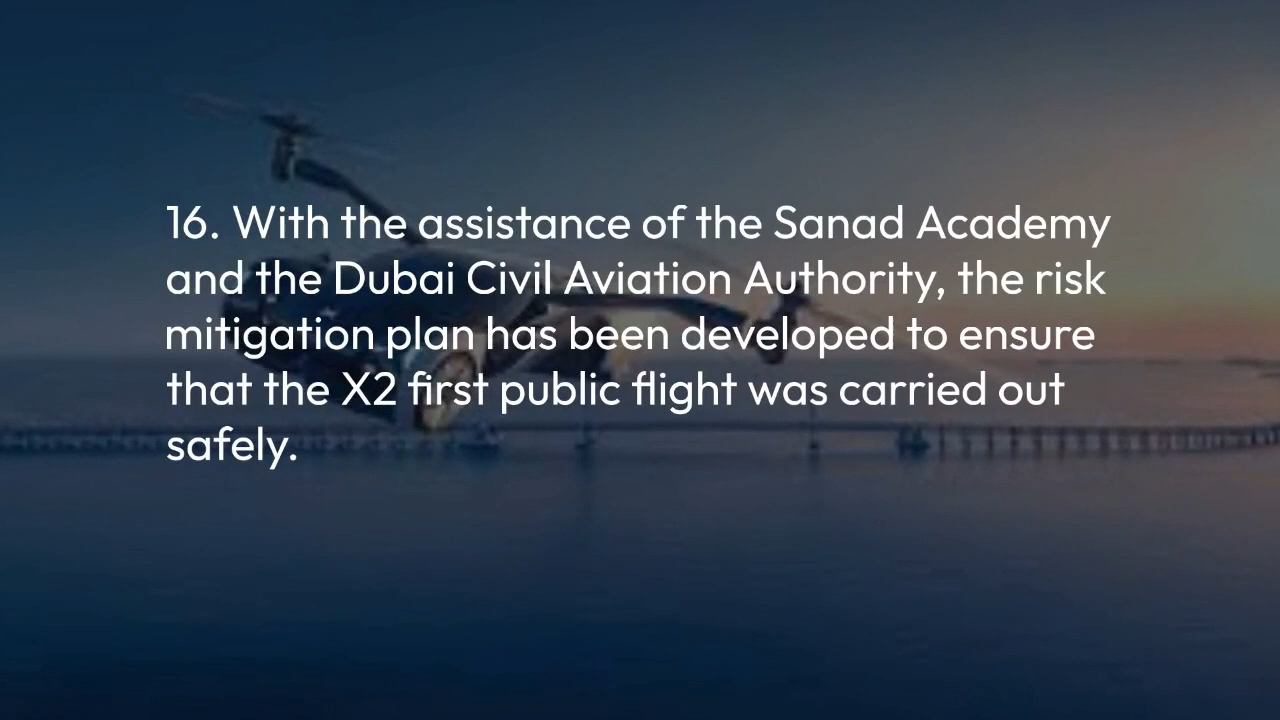 16. With the assistance of the Sanad Academy
and the Dubai Civil Aviation Authority, the risk
mitigation plan has been developed to ensure
that the X2 first public flight was carried out
safely.